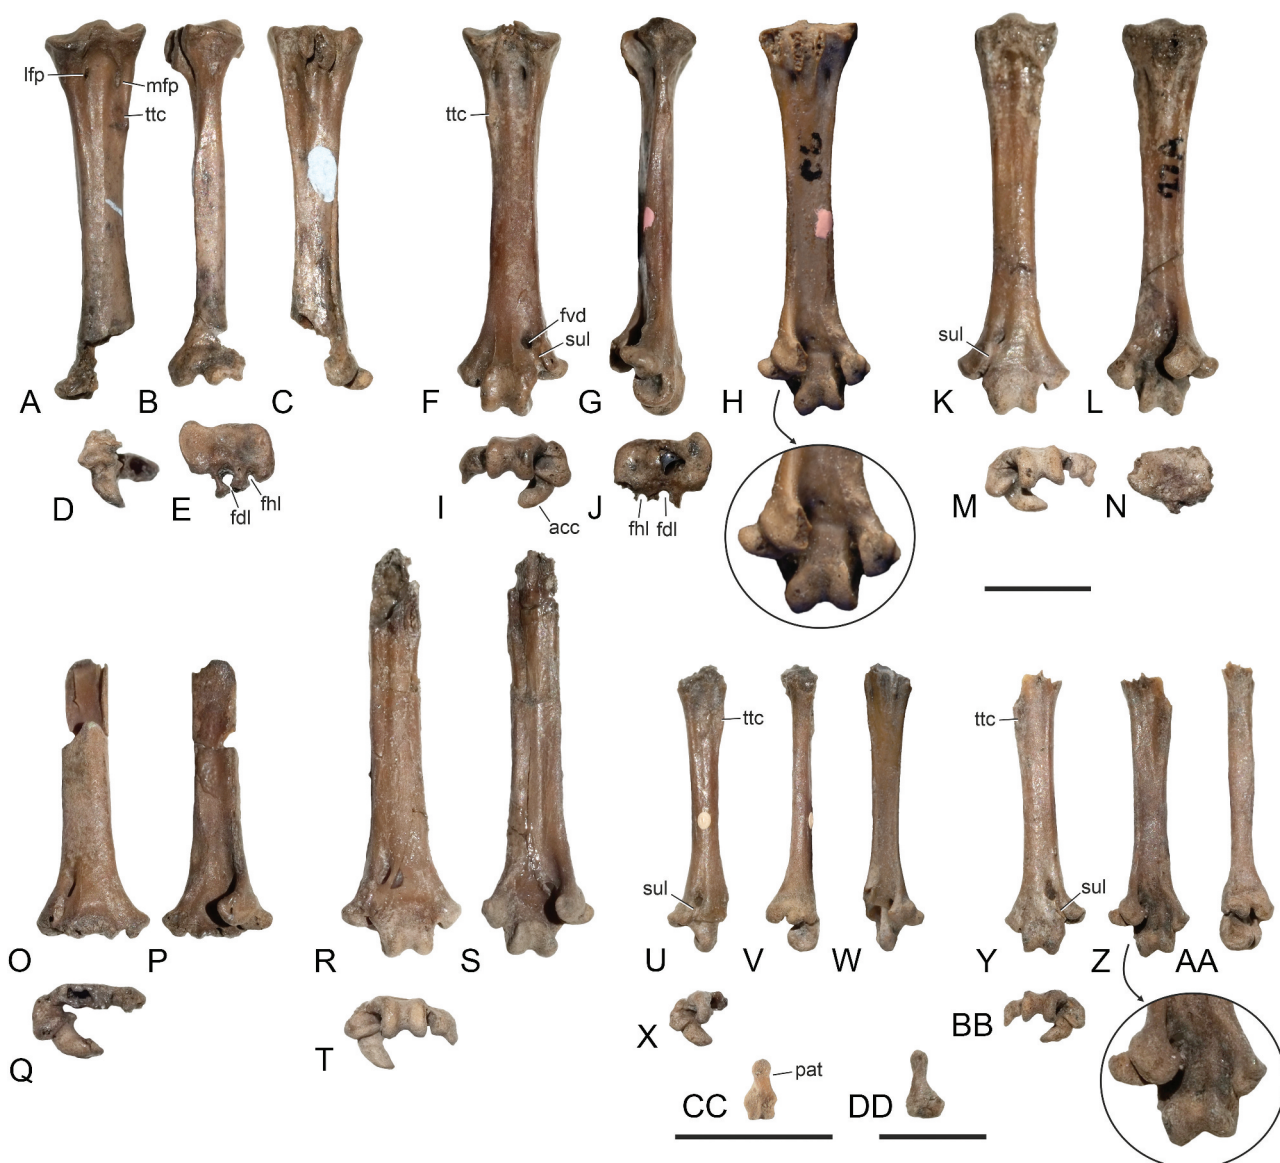 lfp
mfp
ttc
ttc
fvd
sul
sul
A B C F G H K L
D E fdl fhl
I acc
J fhl fdl
M N
ttc
sul
ttc
sul
O P R S U V W Y Z AA
Q T X BB
CC pat DD